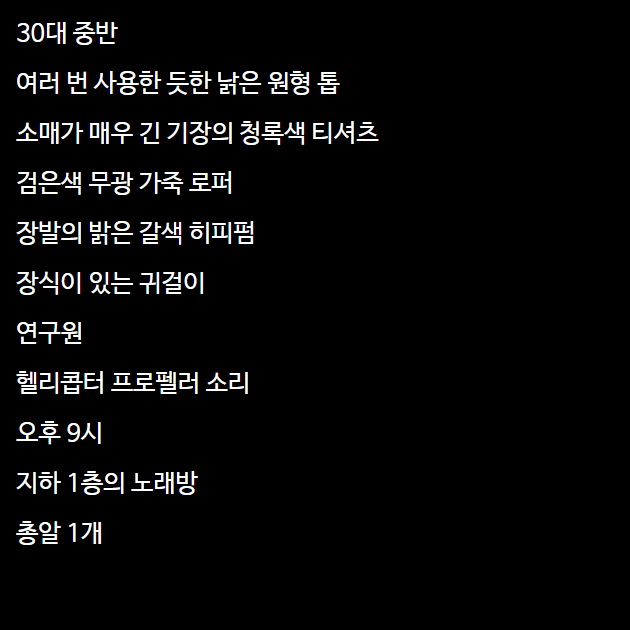 30대 중반
여러 번 사용한 듯한 낡은 원형 톱
소매가 매우 긴 기장의 청록색 티셔츠
검은색 무광 가죽 로퍼
장발의 밝은 갈색 히피펌
장식이 있는 귀걸이
연구원
헬리콥터 프로펠러 소리
오후 9시
지하 1층의 노래방
총알 1개